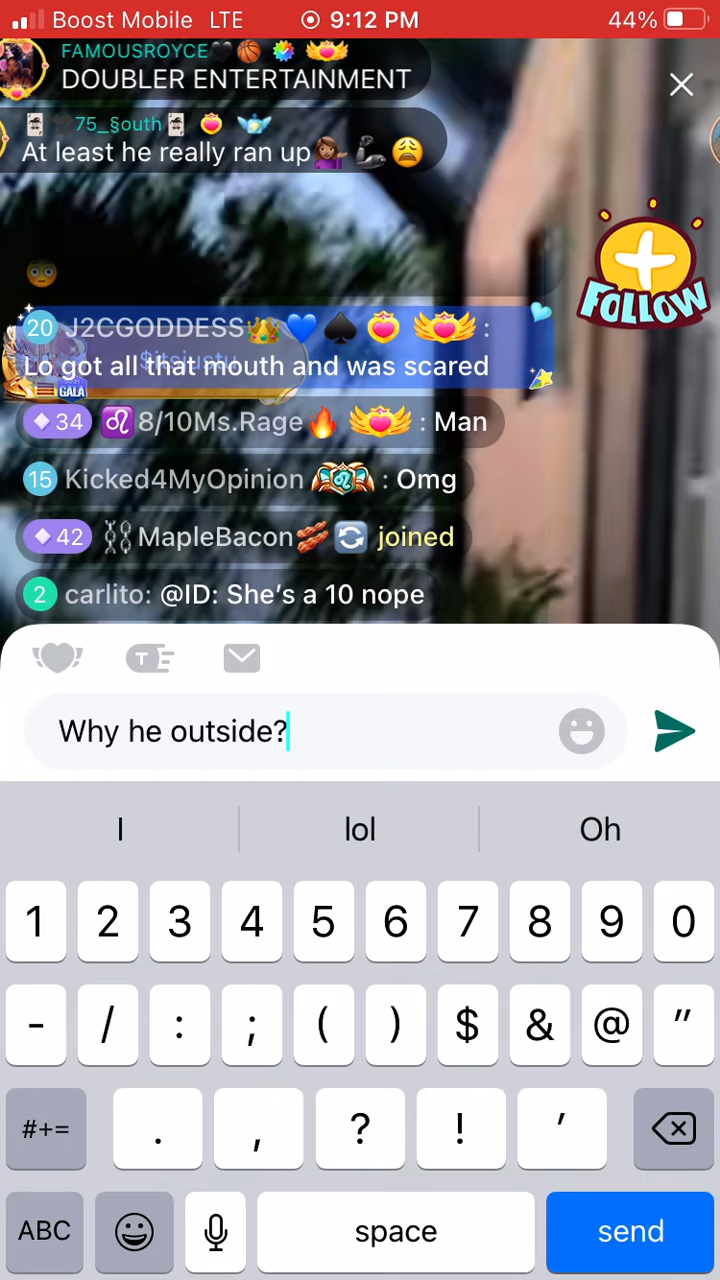 Boost Mobile LTE 9:12 PM 44%
FAMOUSROYCE
DOUBLER ENTERTAINMENT
75_§outh
At least he really ran up
20 J2CGODDESS :
Lo got all that mouth and was scared
GALA
34 8/10Ms.Rage : Man
15 Kicked4MyOpinion : Omg
42 MapleBacon joined
2 carlito: @ID: She’s a 10 nope
FOLLOW
T
Why he outside?
I lol Oh
1 2 3 4 5 6 7 8 9 0
- / : ; ( ) $ & @ "
#+= . , ? ! ’
ABC space send